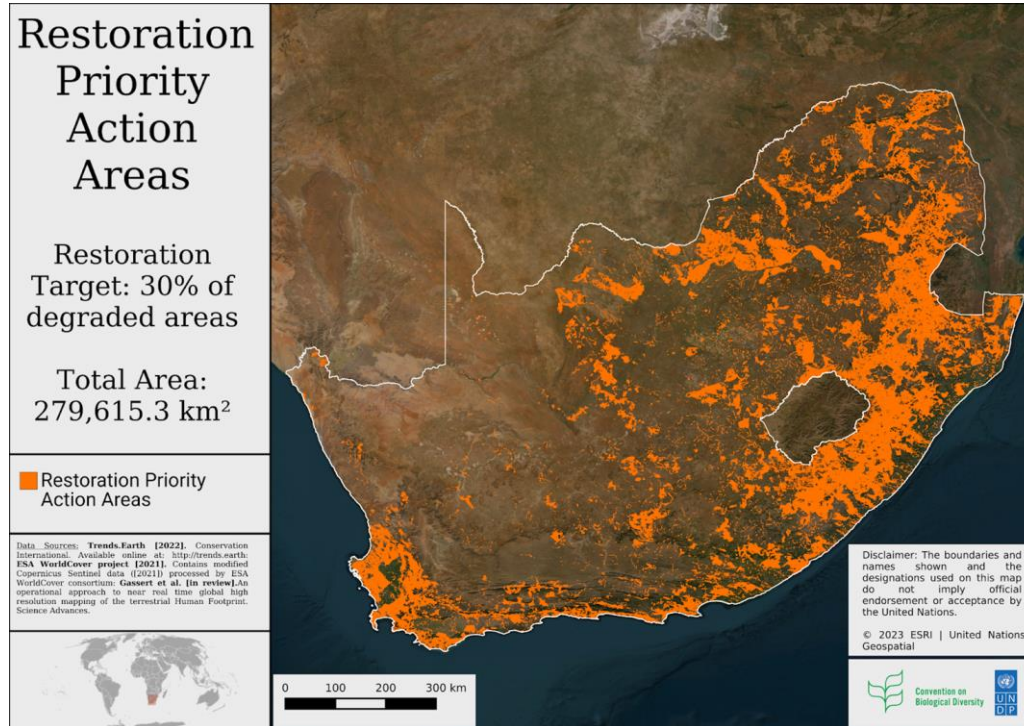 Restoration
Priority
Action
Areas
Restoration
Target: 30% of
degraded areas
Total Area:
279,615.3 km²
Restoration Priority
Action Areas
Data Sources: Trends.Earth [2022]. Conservation
International. Available online at: http://trends.earth:
ESA WorldCover project [2021]. Contains modified
Copernicus Sentinel data ([2021]) processed by ESA
WorldCover consortium: Gassert et al. [in review].An
operational approach to near real time global high
resolution mapping of the terrestrial Human Footprint.
Science Advances.
0 100 200 300 km
Disclaimer: The boundaries and
names shown and the
designations used on this map
do not imply official
endorsement or acceptance by
the United Nations.
© 2023 ESRI | United Nations
Geospatial
Convention on
Biological Diversity
U N
D P